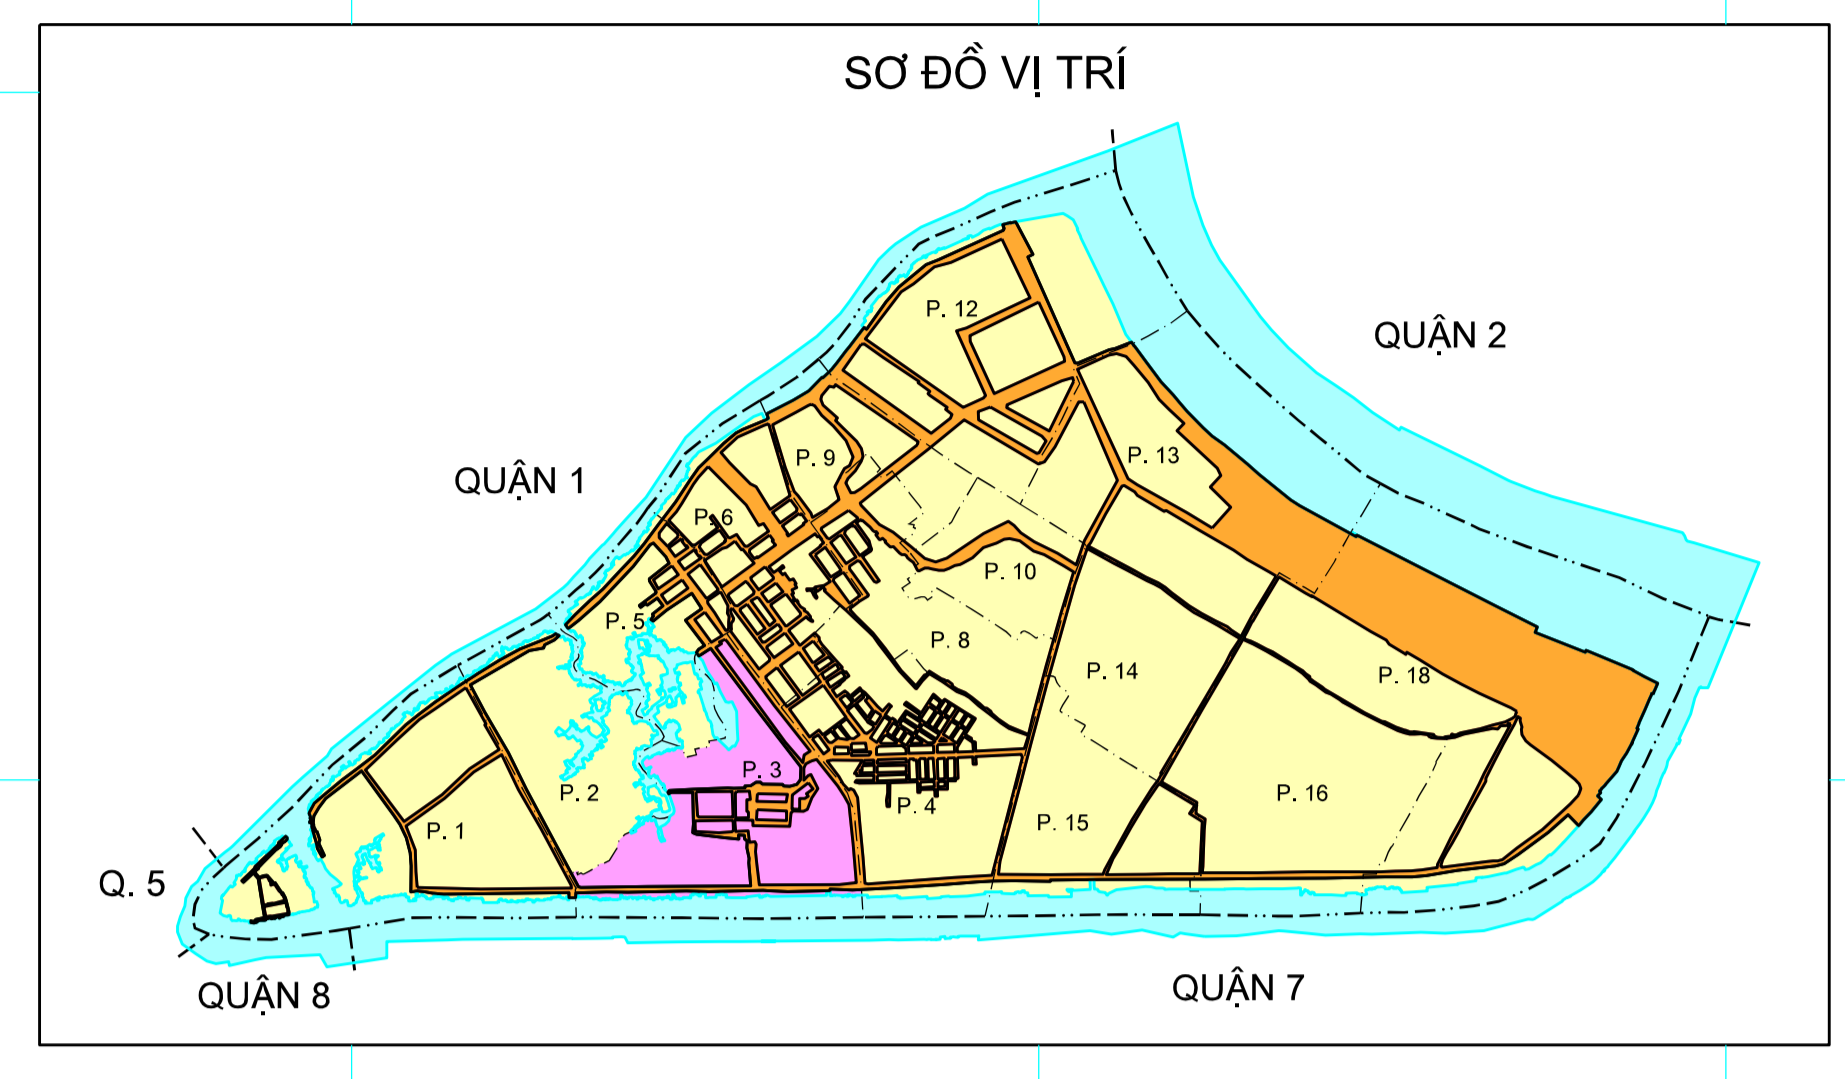 SƠ ĐỒ VỊ TRÍ
P. 12
QUẬN 2
P. 13
P. 9
QUẬN 1
P. 6
P. 10
P. 5
P. 8
P. 14
P. 18
P. 3
P. 2
P. 16
P. 4
P. 15
P. 1
Q. 5
QUẬN 7
QUẬN 8